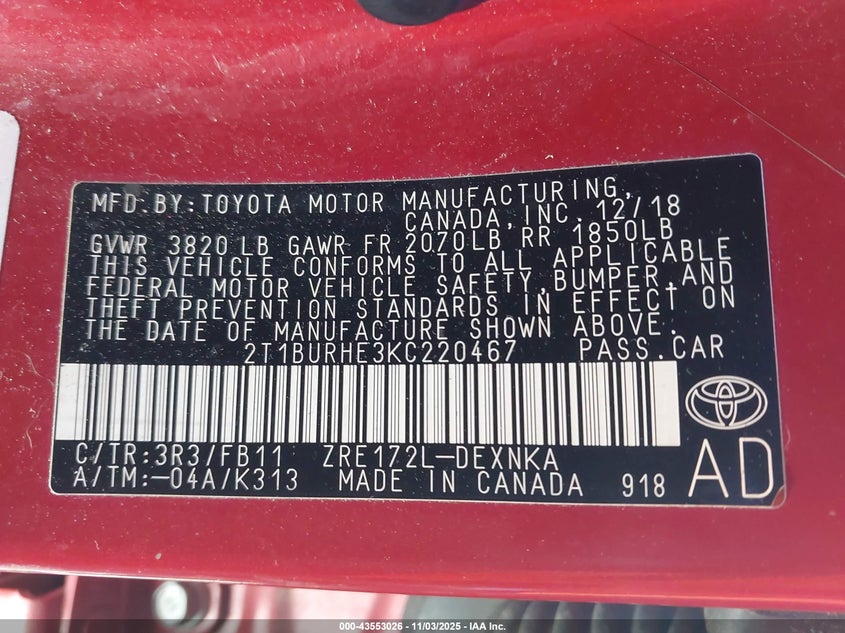 MFD.BY:TOYOTA MOTOR MANUFACTURING,
CANADA,INC. 12/18
GVWR 3820 LB GAWR FR 2070LB RR 1850LB
THIS VEHICLE CONFORMS TO ALL APPLICABLE
FEDERAL MOTOR VEHICLE SAFETY,BUMPER,AND
THEFT PREVENTION STANDARDS IN EFFECT ON
THE DATE OF MANUFACTURE SHOWN ABOVE.
2T1BURHE3KC220467 PASS.CAR
C/TR:3R3/FB11 ZRE172L-DEXNKA
A/TM:-04A/K313 MADE IN CANADA 918 AD
000-43553026 - 11/03/2025 - IAA Inc.